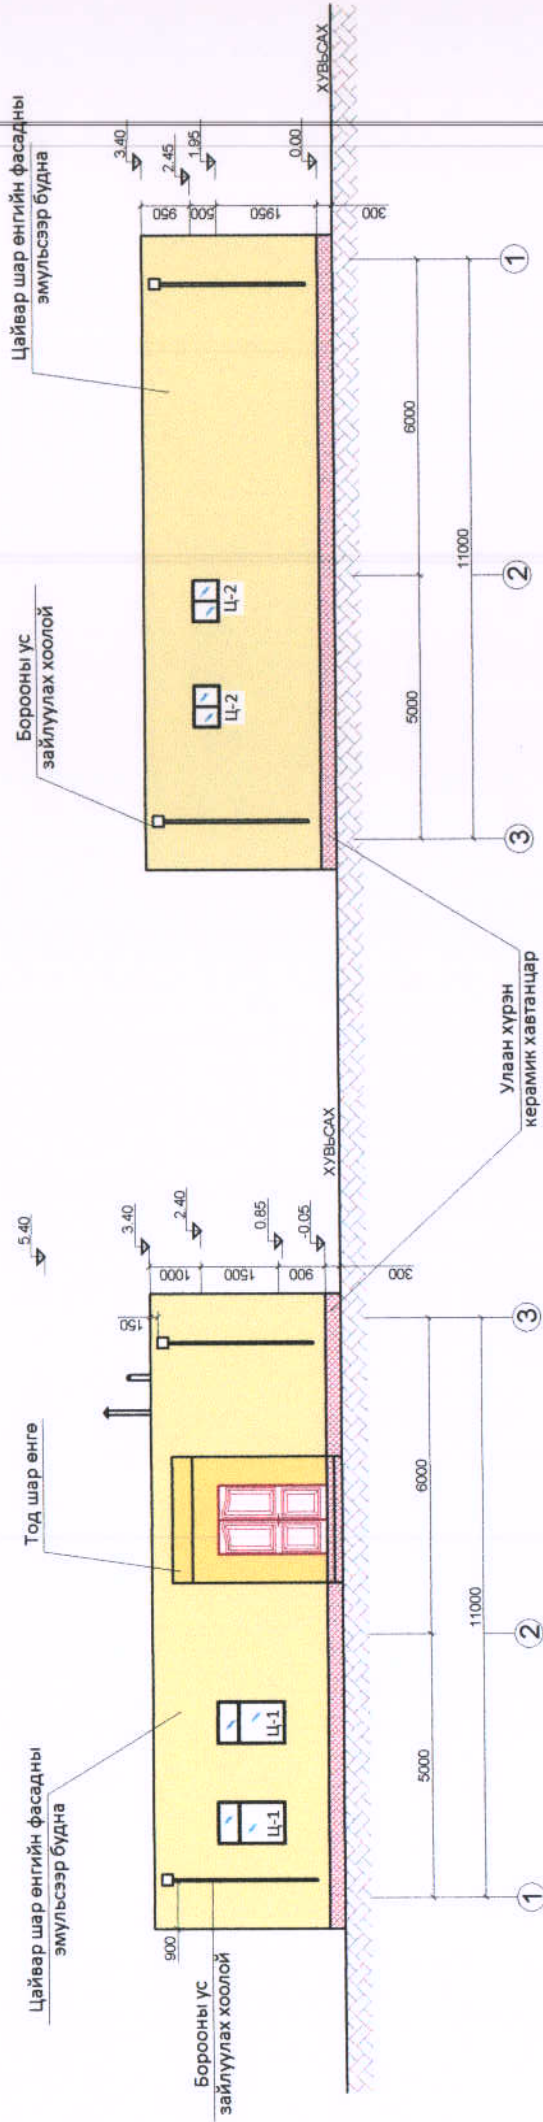 Цайвар шар өнгийн фасадны
эмульсээр будна
Тод шар өнгө
5.40
3.40
2.40
0.85
-0.05
150
1000
1500
900
300
ХУВЬСАХ
Ц-1
Ц-1
900
Борооны ус
зайлуулах хоолой
5000
6000
11000
1
2
3
Улаан хүрэн
керамик хавтанцар
Борооны ус
зайлуулах хоолой
Цайвар шар өнгийн фасадны
эмульсээр будна
3.40
2.45
1.95
0.00
950
500
1950
300
ХУВЬСАХ
Ц-2
Ц-2
5000
6000
11000
3
2
1